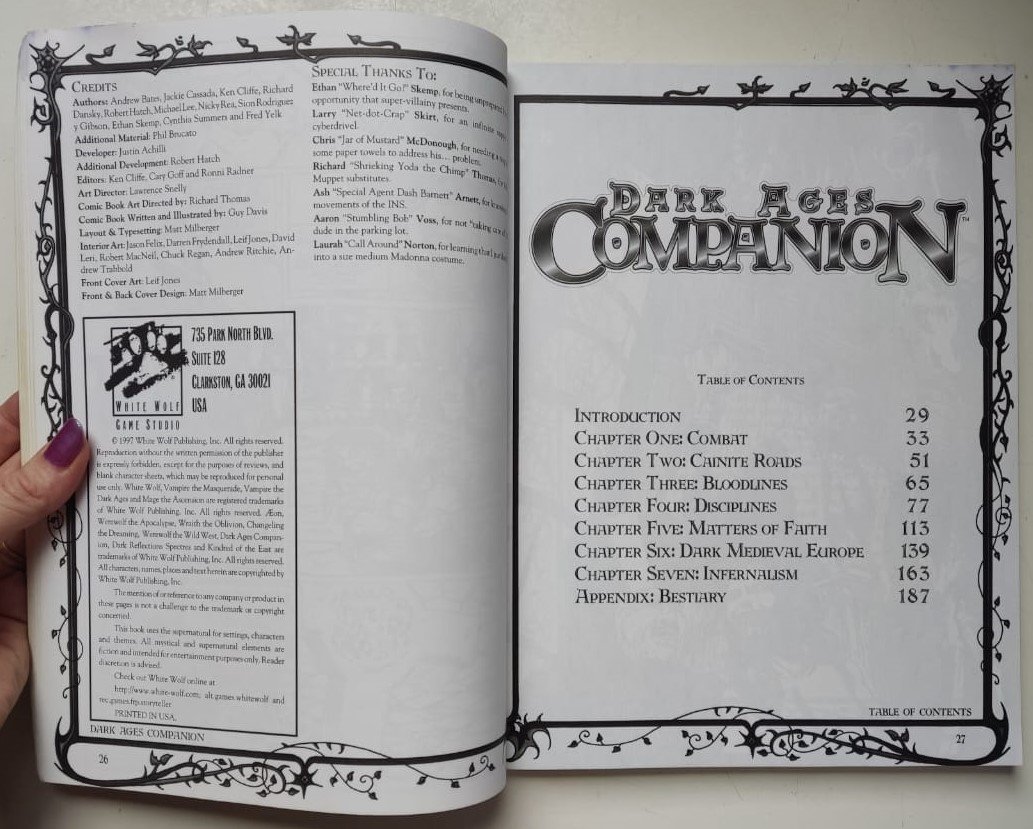 CREDITS
Authors: Andrew Bates, Jackie Cassada, Ken Cliffe, Richard
Dansky, Robert Hatch, Michael Lee, Nicky Rea, Sion Rodriguez
y Gibson, Ethan Skemp, Cynthia Summers and Fred Yelk
Additional Material: Phil Brucato
Developer: Justin Achilli
Additional Development: Robert Hatch
Editors: Ken Cliffe, Cary Goff and Ronni Radner
Art Director: Lawrence Snelly
Comic Book Art Directed by: Richard Thomas
Comic Book Written and Illustrated by: Guy Davis
Layout & Typesetting: Matt Milberger
Interior Art: Jason Felix, Darren Frydendall, Leif Jones, David
Leri, Robert MacNeil, Chuck Regan, Andrew Ritchie, An-
drew Trabbold
Front Cover Art: Leif Jones
Front & Back Cover Design: Matt Milberger
735 PARK NORTH BLVD.
SUITE 128
CLARKSTON, GA 30021
USA
WHITE WOLF
GAME STUDIO
© 1997 White Wolf Publishing, Inc. All rights reserved.
Reproduction without the written permission of the publisher
is expressly forbidden, except for the purposes of reviews, and
blank character sheets, which may be reproduced for personal
use only. White Wolf, Vampire the Masquerade, Vampire the
Dark Ages and Mage the Ascension are registered trademarks
of White Wolf Publishing, Inc. All rights reserved. Æon,
Werewolf the Apocalypse, Wraith the Oblivion, Changeling
the Dreaming, Werewolf the Wild West, Dark Ages Compan-
ion, Dark Reflections Spectres and Kindred of the East are
trademarks of White Wolf Publishing, Inc. All rights reserved.
All characters, names, places and text herein are copyrighted by
White Wolf Publishing, Inc.
The mention of or reference to any company or product in
these pages is not a challenge to the trademark or copyright
concerned.
This book uses the supernatural for settings, characters
and themes. All mystical and supernatural elements are
fiction and intended for entertainment purposes only. Reader
discretion is advised.
Check out White Wolf online at
http://www.white-wolf.com; alt.games.whitewolf and
rec.games.frp.storyteller
PRINTED IN USA.
DARK AGES COMPANION
26
SPECIAL THANKS TO:
Ethan "Where'd It Go?" Skemp, for being unprepared
opportunity that super-villainy presents.
Larry "Net-dot-Crap" Skirt, for an infinite
cyberdrivel.
Chris "Jar of Mustard" McDonough, for needing a
some paper towels to address his... problem.
Richard "Shrieking Yoda the Chimp" Thomas,
Muppet substitutes.
Ash "Special Agent Dash Barnett" Arnett, for
movements of the INS.
Aaron "Stumbling Bob" Voss, for not "taking
dude in the parking lot.
Laurah "Call Around" Norton, for learning
into a size medium Madonna costume.
DARK AGES
COMPANION™
TABLE OF CONTENTS
INTRODUCTION 29
CHAPTER ONE: COMBAT 33
CHAPTER TWO: CAINITE ROADS 51
CHAPTER THREE: BLOODLINES 65
CHAPTER FOUR: DISCIPLINES 77
CHAPTER FIVE: MATTERS OF FAITH 113
CHAPTER SIX: DARK MEDIEVAL EUROPE 139
CHAPTER SEVEN: INFERNALISM 163
APPENDIX: BESTIARY 187
TABLE OF CONTENTS
27